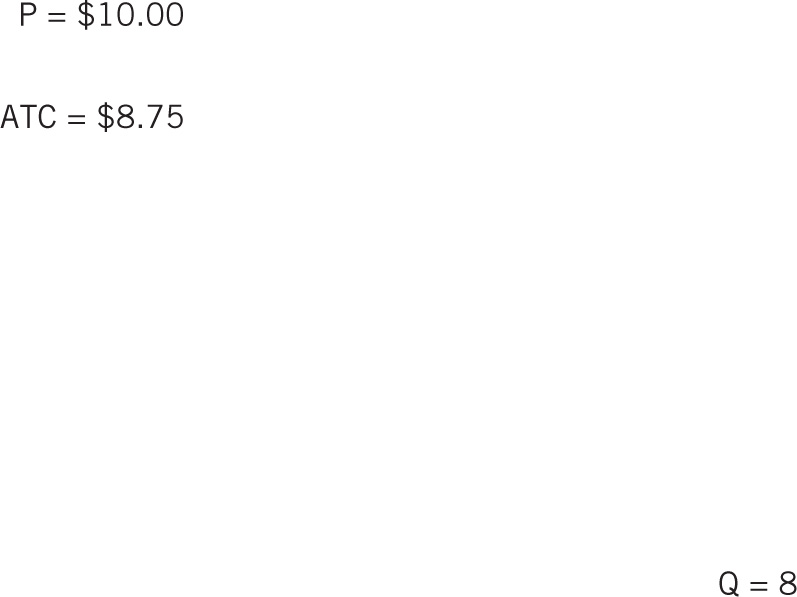 P = $10.00
ATC = $8.75
Q = 8